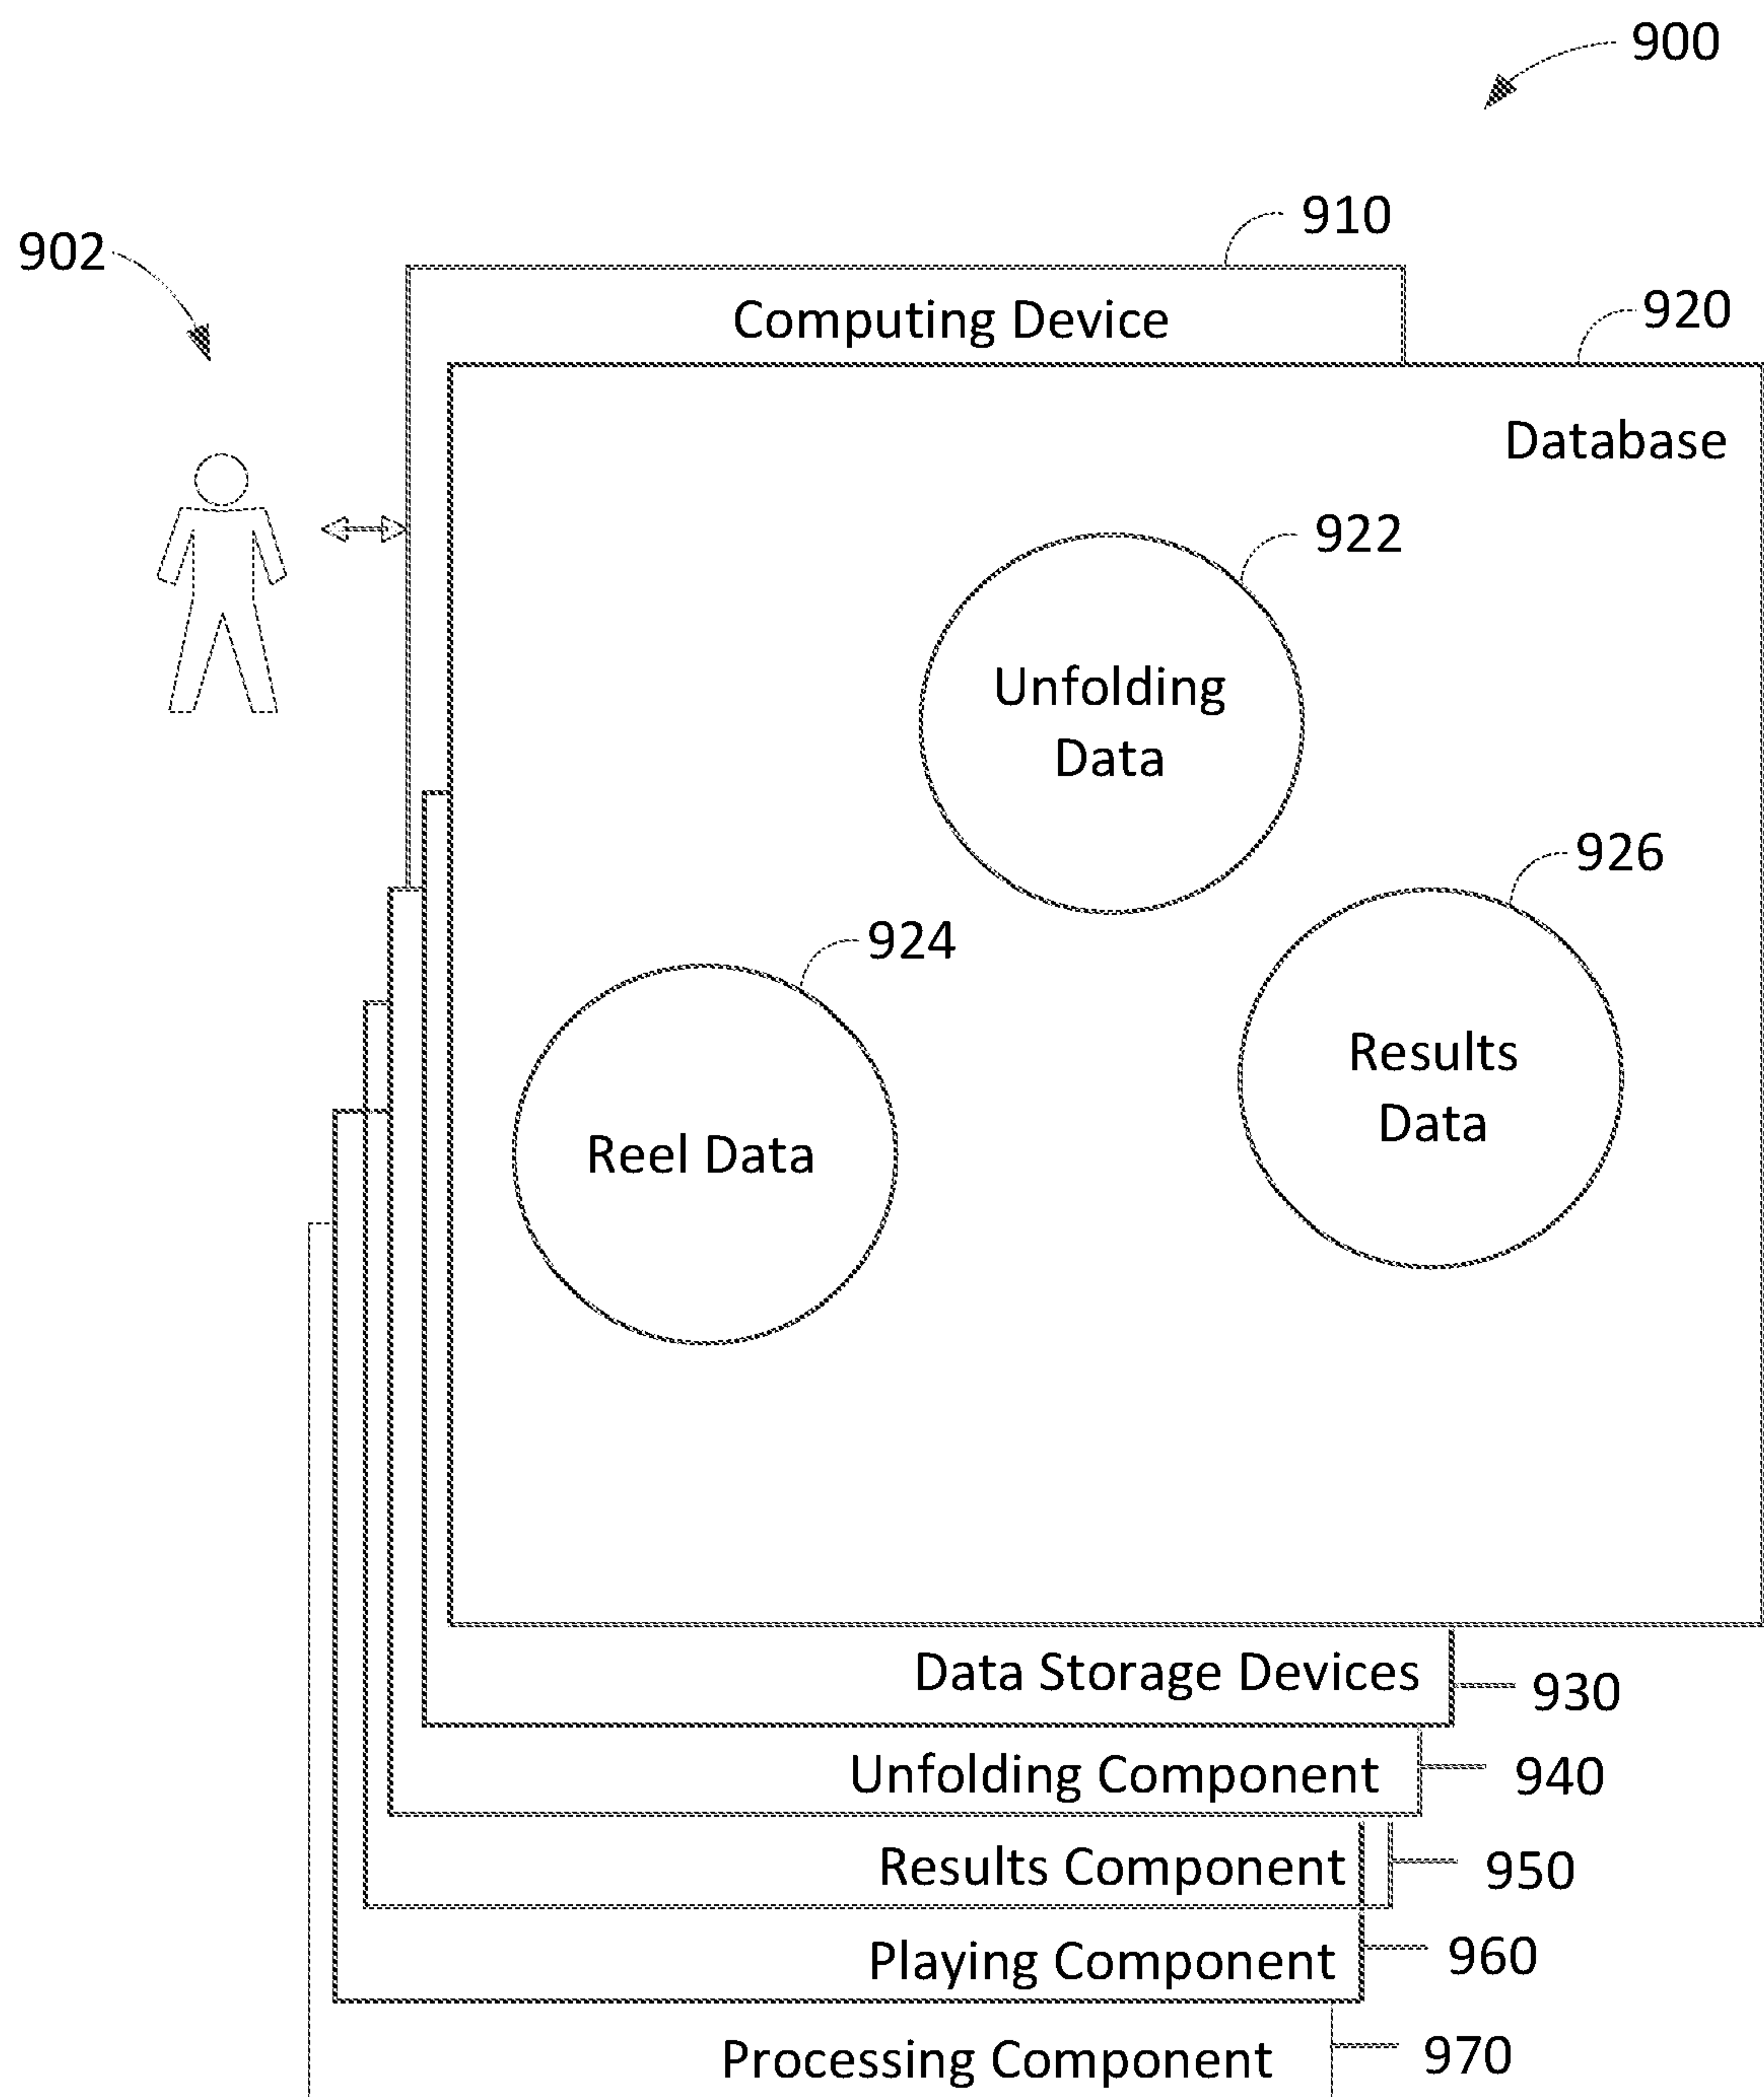 900
910
902
Computing Device
920
Database
922
Unfolding
Data
926
924
Results
Data
Reel Data
Data Storage Devices
930
Unfolding Component
940
Results Component
950
Playing Component
960
Processing Component
970